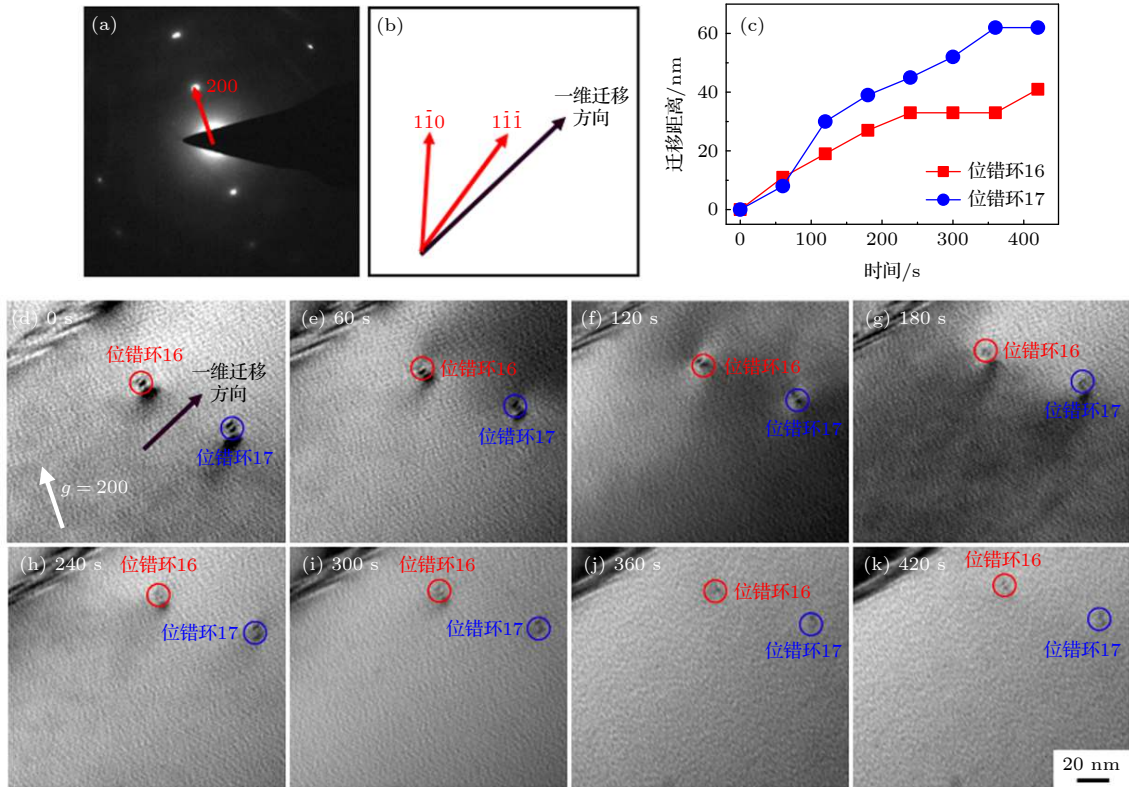 (a)
200
(b)
11̄0
11̄1̄
一维迁移
方向
(c)
迁移距离/nm
60
40
20
0
位错环16
位错环17
0
100
200
300
400
时间/s
(d) 0 s
位错环16
一维迁移
方向
位错环17
g = 200
(e) 60 s
位错环16
位错环17
(f) 120 s
位错环16
位错环17
(g) 180 s
位错环16
位错环17
(h) 240 s
位错环16
位错环17
(i) 300 s
位错环16
位错环17
(j) 360 s
位错环16
位错环17
(k) 420 s
位错环16
位错环17
20 nm